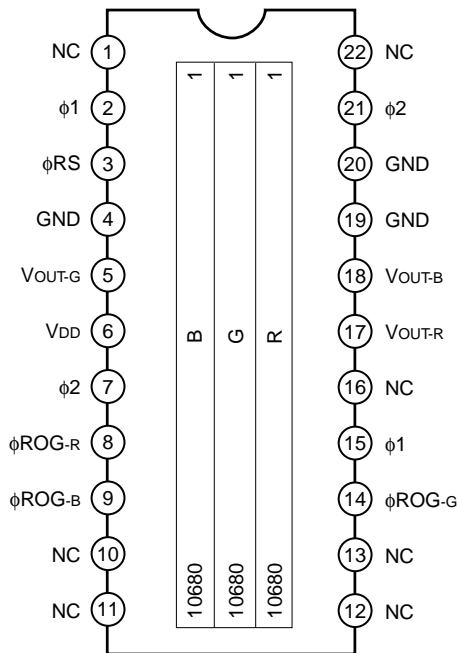 NC 1
22 NC
ϕ1 2
21 ϕ2
ϕRS 3
20 GND
GND 4
19 GND
VOUT-G 5
18 VOUT-B
VDD 6
17 VOUT-R
ϕ2 7
16 NC
ϕROG-R 8
15 ϕ1
ϕROG-B 9
14 ϕROG-G
NC 10
13 NC
NC 11
12 NC
1 1 1
B G R
10680 10680 10680